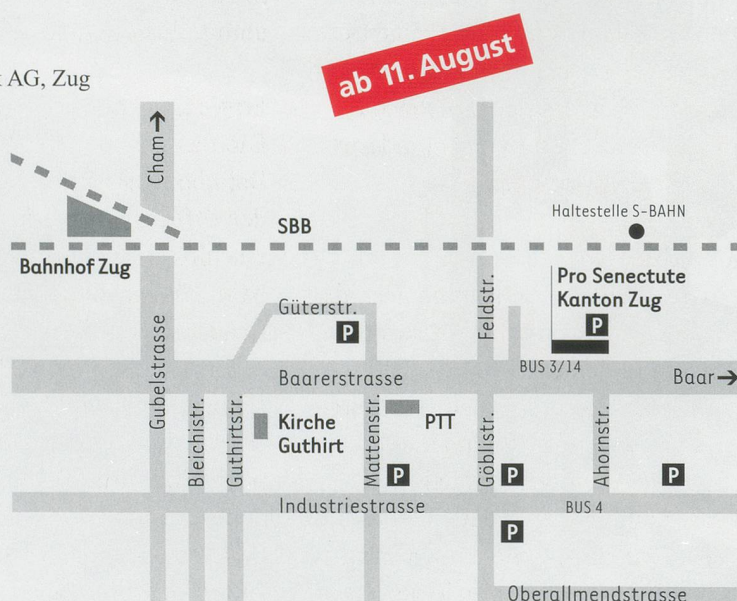 AG, Zug
ab 11. August
Cham
SBB
Haltestelle S-BAHN
Bahnhof Zug
Pro Senectute
Kanton Zug
P
Güterstr.
P
Feldstr.
Gubelstrasse
BUS 3/14
Baarerstrasse
Baar
Bleichistr.
Guthirtstr.
Kirche
Guthirt
Mattenstr.
PTT
Göblistr.
Ahornstr.
P
P
P
Industriestrasse
BUS 4
P
Oberallmendstrasse